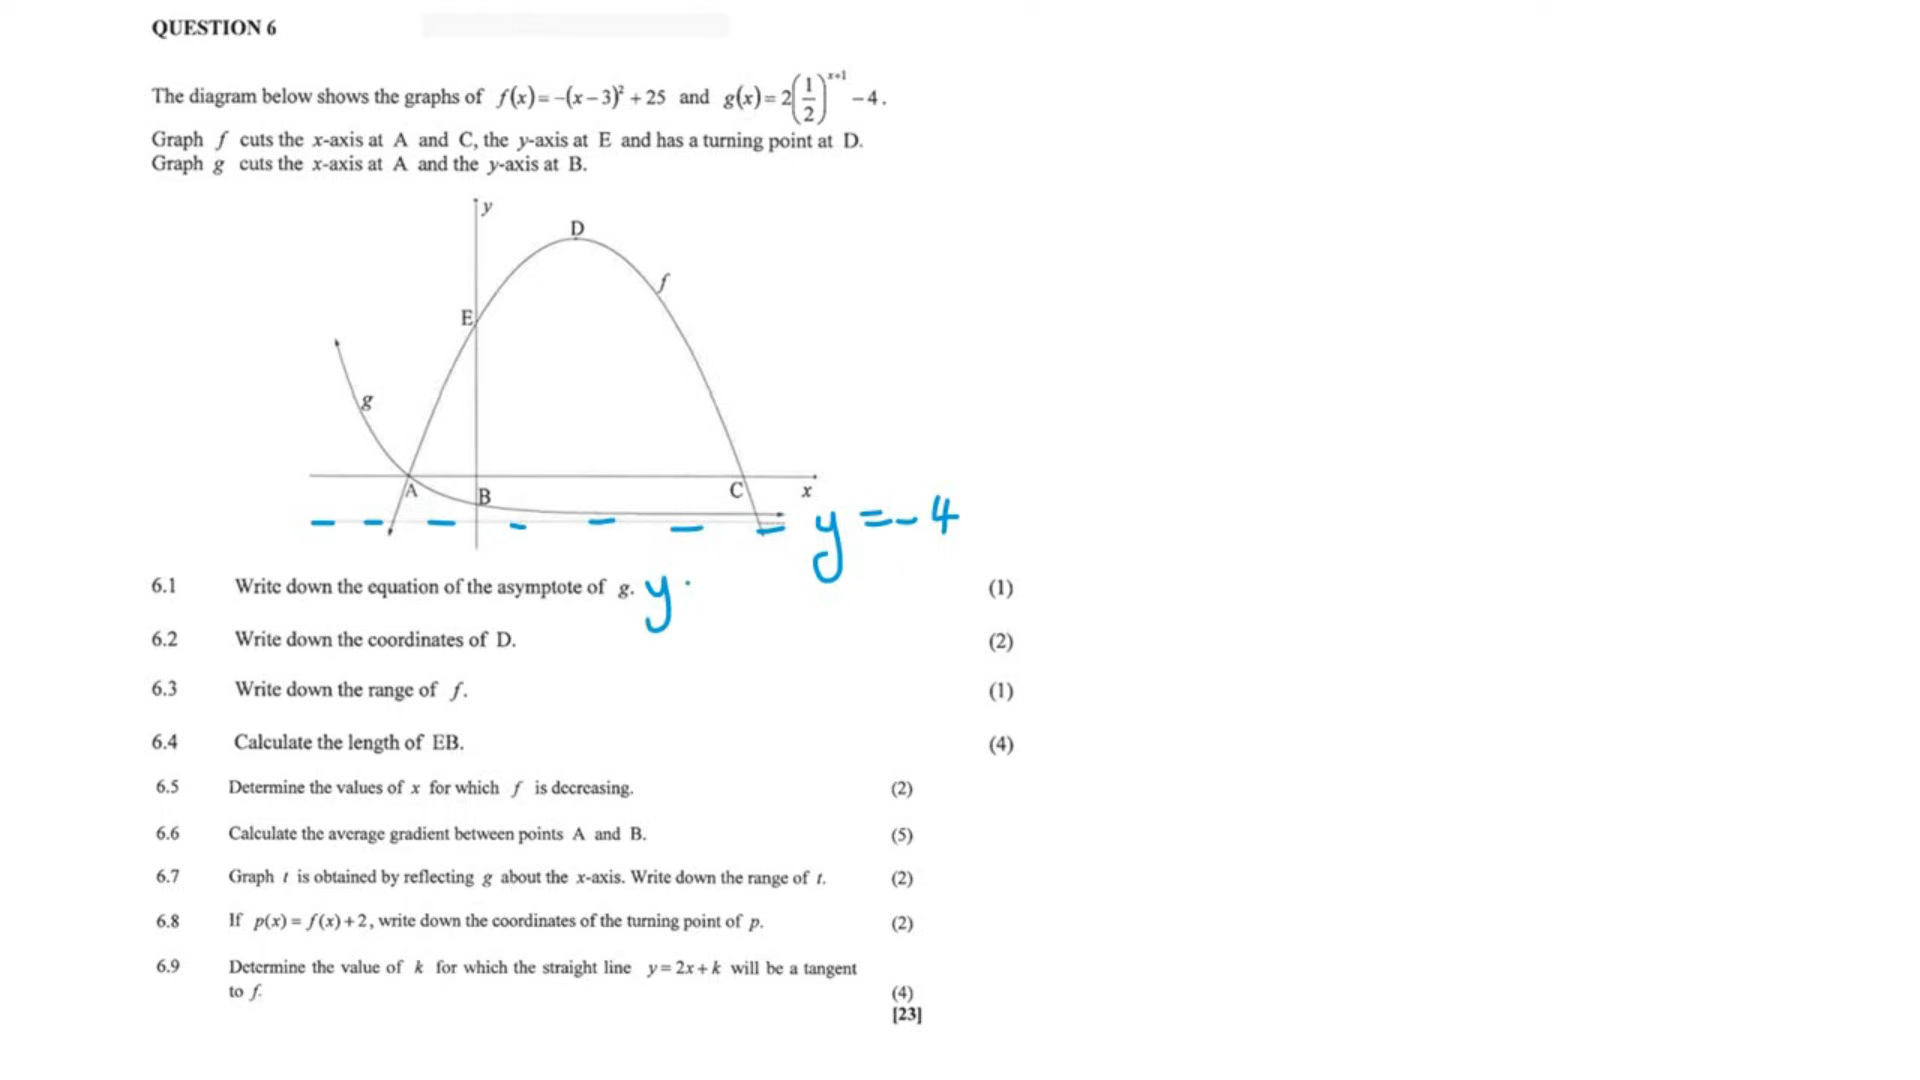 QUESTION 6
The diagram below shows the graphs of f(x) = -(x - 3)² + 25 and g(x) = 2(1/2)^(x+1) - 4.
Graph f cuts the x-axis at A and C, the y-axis at E and has a turning point at D.
Graph g cuts the x-axis at A and the y-axis at B.
y
D
f
E
g
A
B
C
x
y = - 4
6.1 Write down the equation of the asymptote of g. y (1)
6.2 Write down the coordinates of D. (2)
6.3 Write down the range of f. (1)
6.4 Calculate the length of EB. (4)
6.5 Determine the values of x for which f is decreasing. (2)
6.6 Calculate the average gradient between points A and B. (5)
6.7 Graph t is obtained by reflecting g about the x-axis. Write down the range of t. (2)
6.8 If p(x) = f(x) + 2, write down the coordinates of the turning point of p. (2)
6.9 Determine the value of k for which the straight line y = 2x + k will be a tangent
to f. (4)
[23]